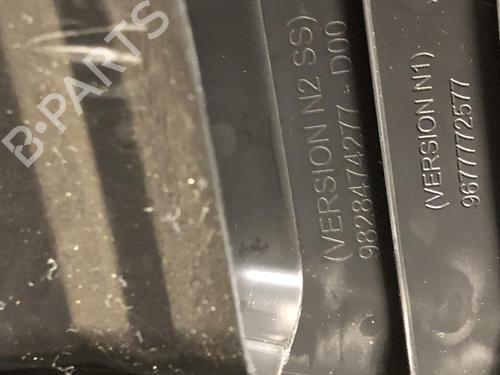 B-PARTS
(VERSION N2 SS)
9828474277 - D00
(VERSION N1)
9677772577